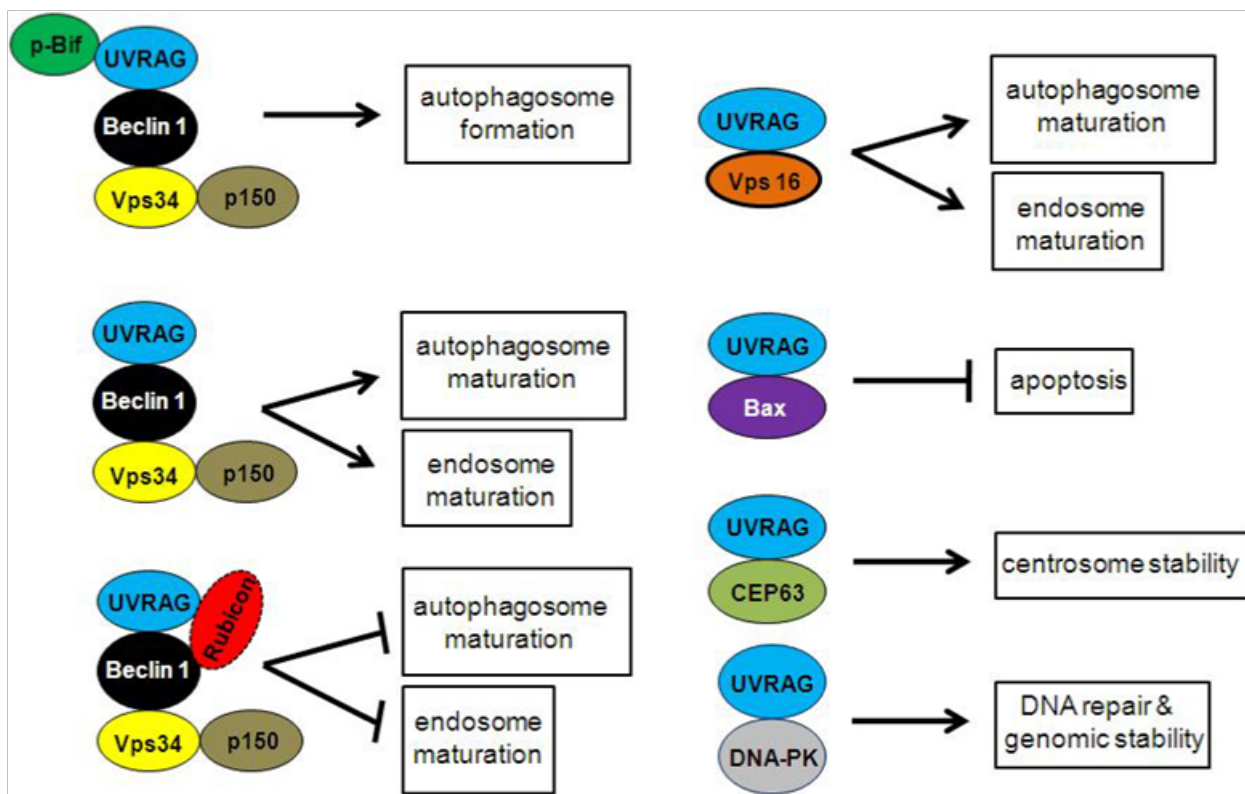 p-Bif
UVRAG
Beclin 1
Vps34
p150
autophagosome
formation
UVRAG
Beclin 1
Vps34
p150
autophagosome
maturation
endosome
maturation
UVRAG
Rubicon
Beclin 1
Vps34
p150
autophagosome
maturation
endosome
maturation
UVRAG
Vps 16
autophagosome
maturation
endosome
maturation
UVRAG
Bax
apoptosis
UVRAG
CEP63
centrosome stability
UVRAG
DNA-PK
DNA repair &
genomic stability